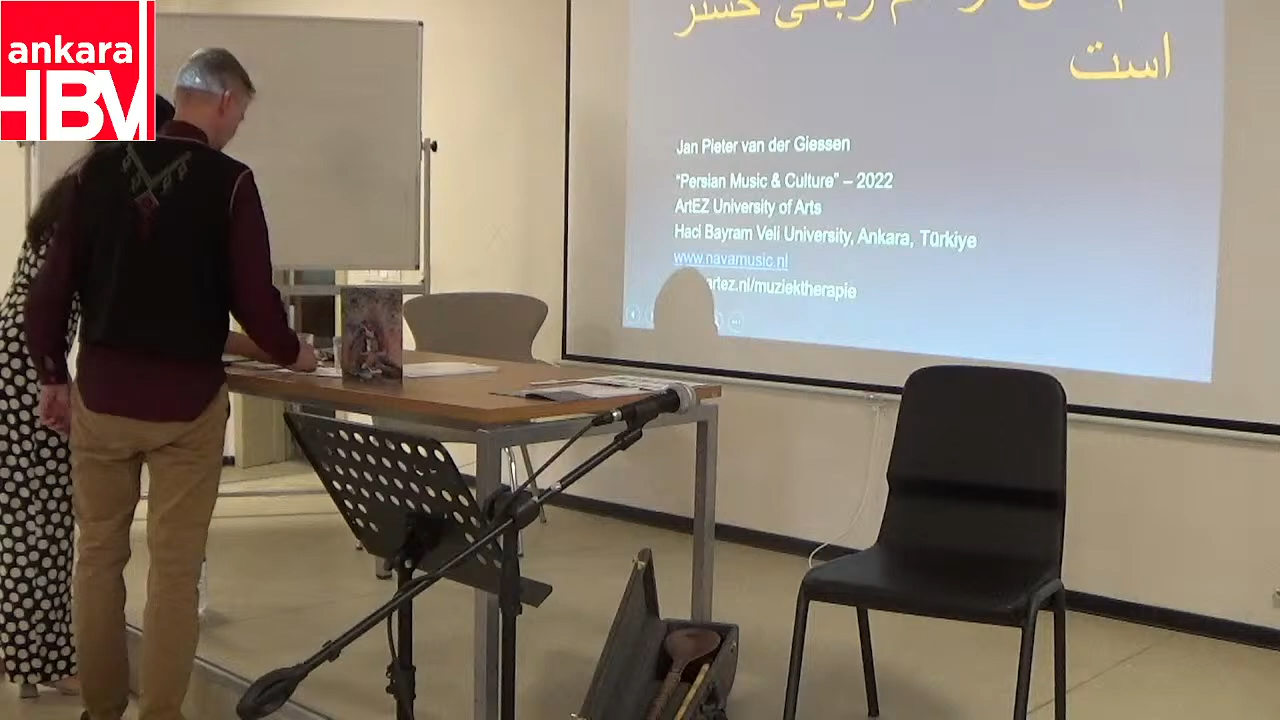 ankara
HBV
است
Jan Pieter van der Giessen
“Persian Music & Culture” – 2022
ArtEZ University of Arts
Haci Bayram Veli University, Ankara, Türkiye
www.navamusic.nl
artez.nl/muziektherapie